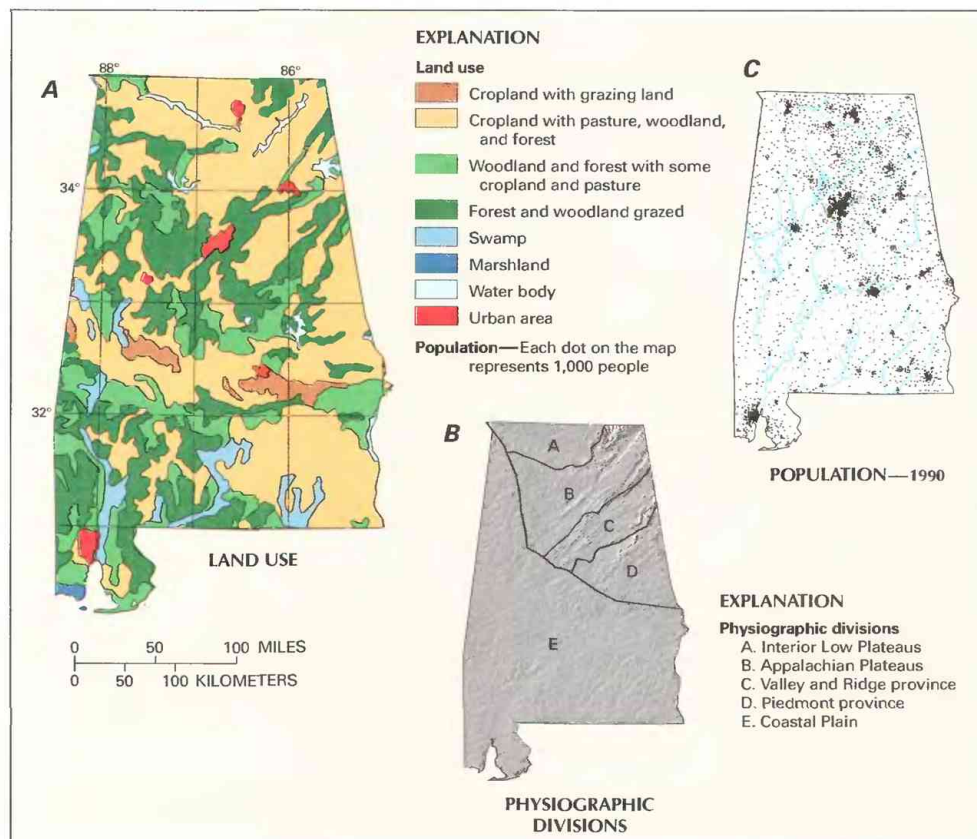 A
88°
86°
34°
32°
LAND USE
0 50 100 MILES
0 50 100 KILOMETERS
EXPLANATION
Land use
Cropland with grazing land
Cropland with pasture, woodland,
and forest
Woodland and forest with some
cropland and pasture
Forest and woodland grazed
Swamp
Marshland
Water body
Urban area
Population—Each dot on the map
represents 1,000 people
C
POPULATION—1990
B
A
B
C
D
E
PHYSIOGRAPHIC
DIVISIONS
EXPLANATION
Physiographic divisions
A. Interior Low Plateaus
B. Appalachian Plateaus
C. Valley and Ridge province
D. Piedmont province
E. Coastal Plain